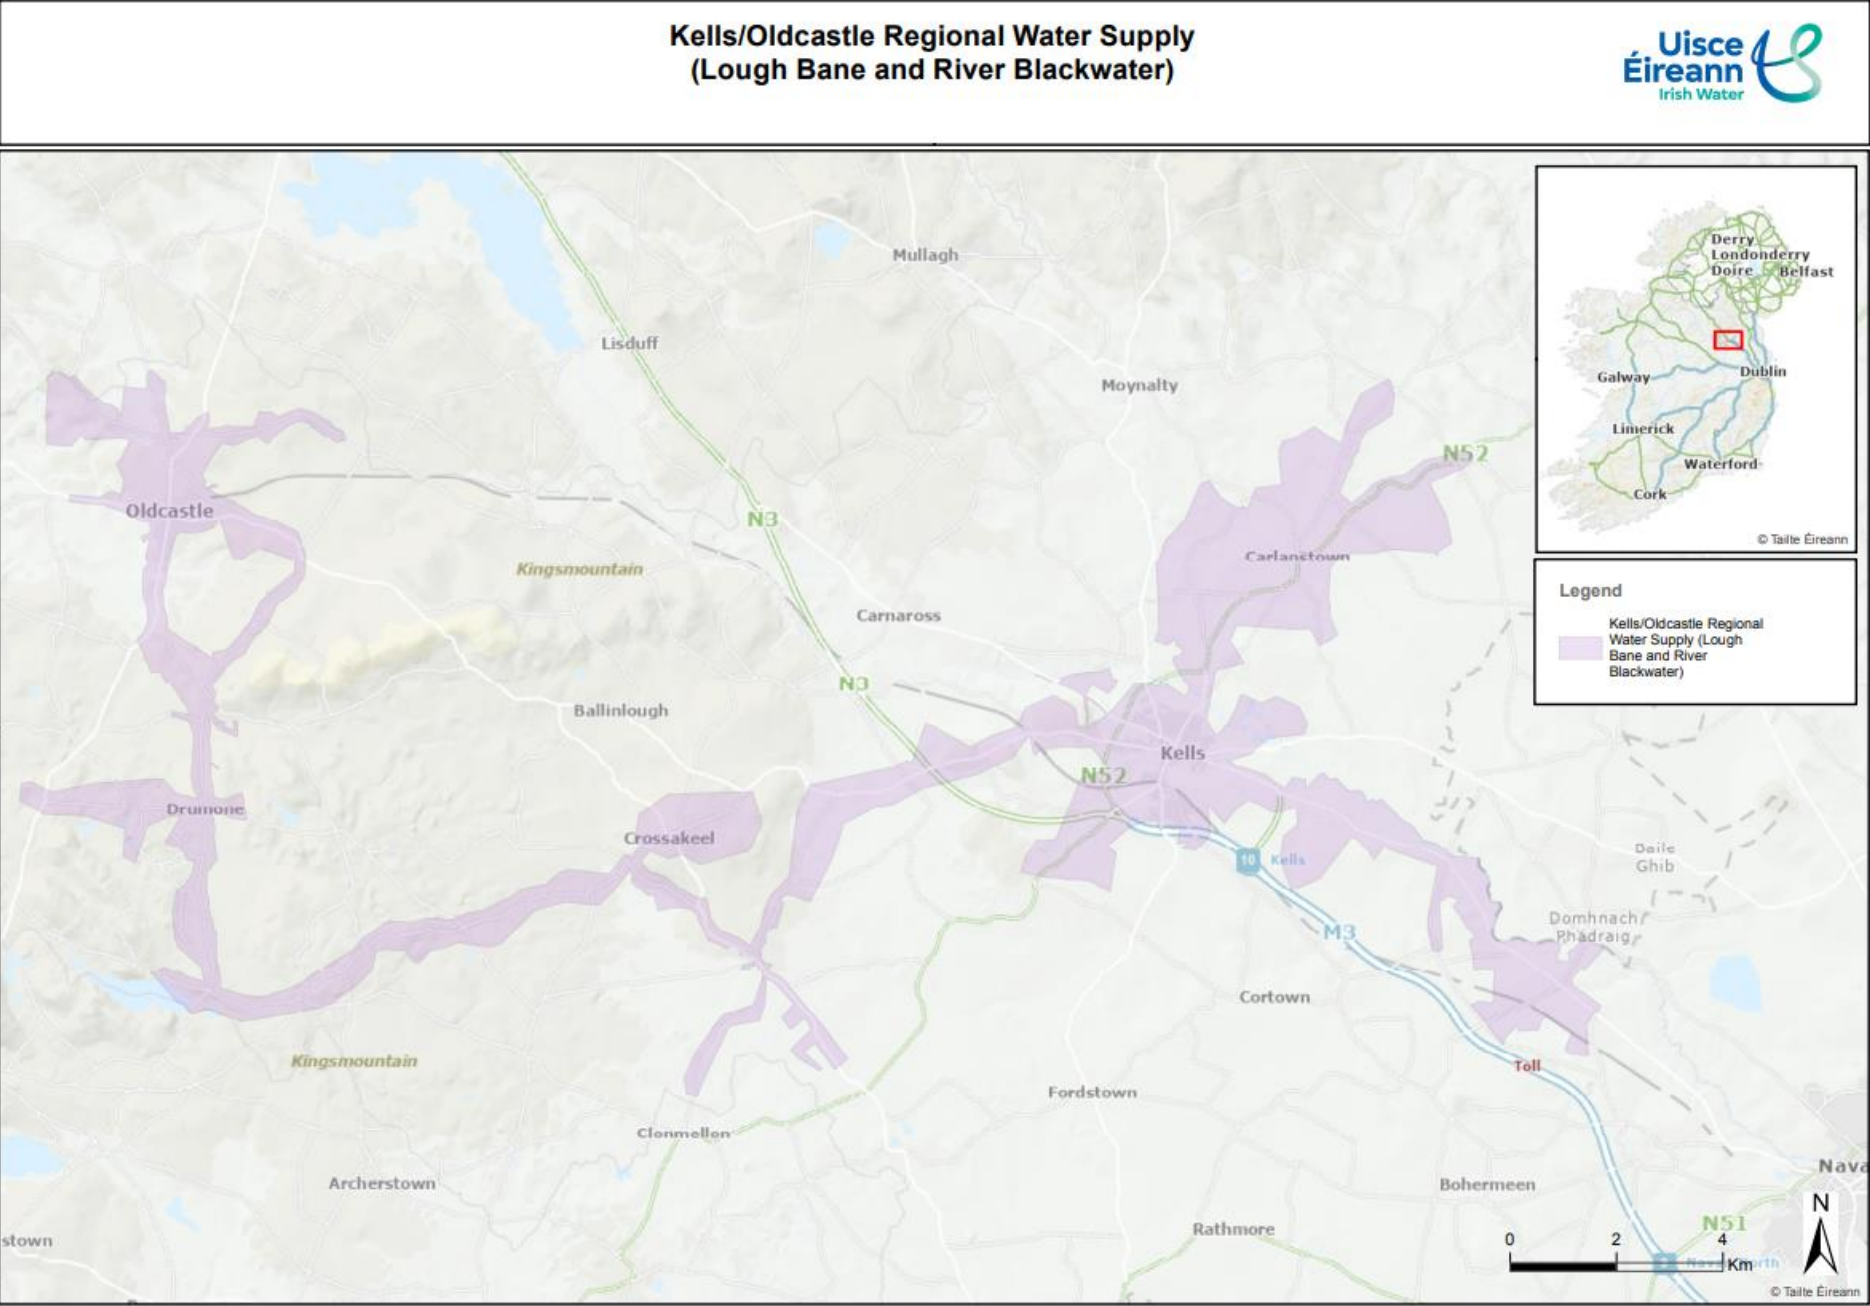 Kells/Oldcastle Regional Water Supply
(Lough Bane and River Blackwater)
Uisce
Éireann
Irish Water
Mullagh
Lisduff
Moynalty
N52
Oldcastle
N3
Carlanstown
Kingsmountain
Carnaross
N3
Ballinlough
Kells
N52
Drumone
Crossakeel
10 Kells
M3
Baile
Ghib
Domhnach
Phádraig
Cortown
Kingsmountain
Toll
Fordstown
Clonmellon
Archerstown
Bohermeen
Rathmore
stown
Nava
N51
Derry
Londonderry
Doire
Belfast
Galway
Dublin
Limerick
Waterford
Cork
© Tailte Éireann
Legend
Kells/Oldcastle Regional
Water Supply (Lough
Bane and River
Blackwater)
N
0 2 4
Km
© Tailte Éireann